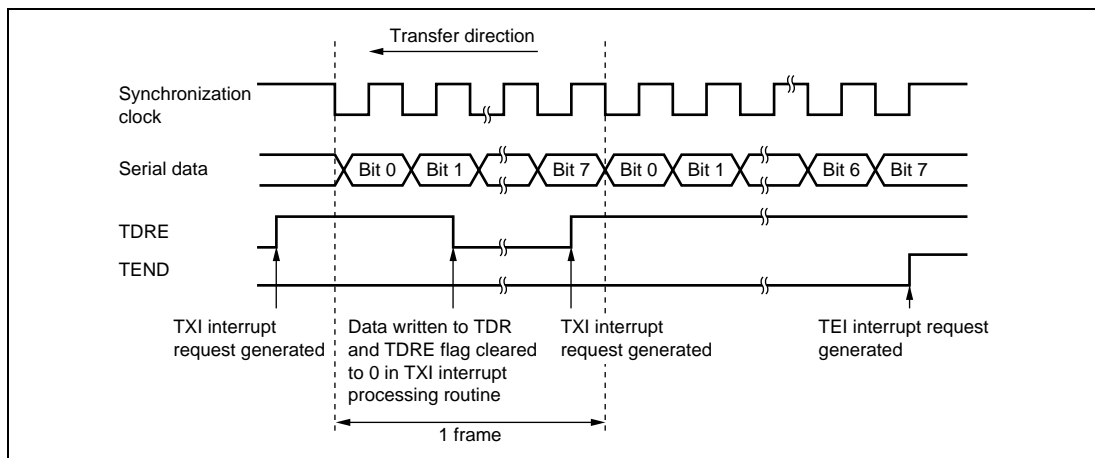 Transfer direction
Synchronization
clock
Serial data
Bit 0 Bit 1 Bit 7 Bit 0 Bit 1 Bit 6 Bit 7
TDRE
TEND
TXI interrupt
request generated
Data written to TDR
and TDRE flag cleared
to 0 in TXI interrupt
processing routine
TXI interrupt
request generated
TEI interrupt request
generated
1 frame